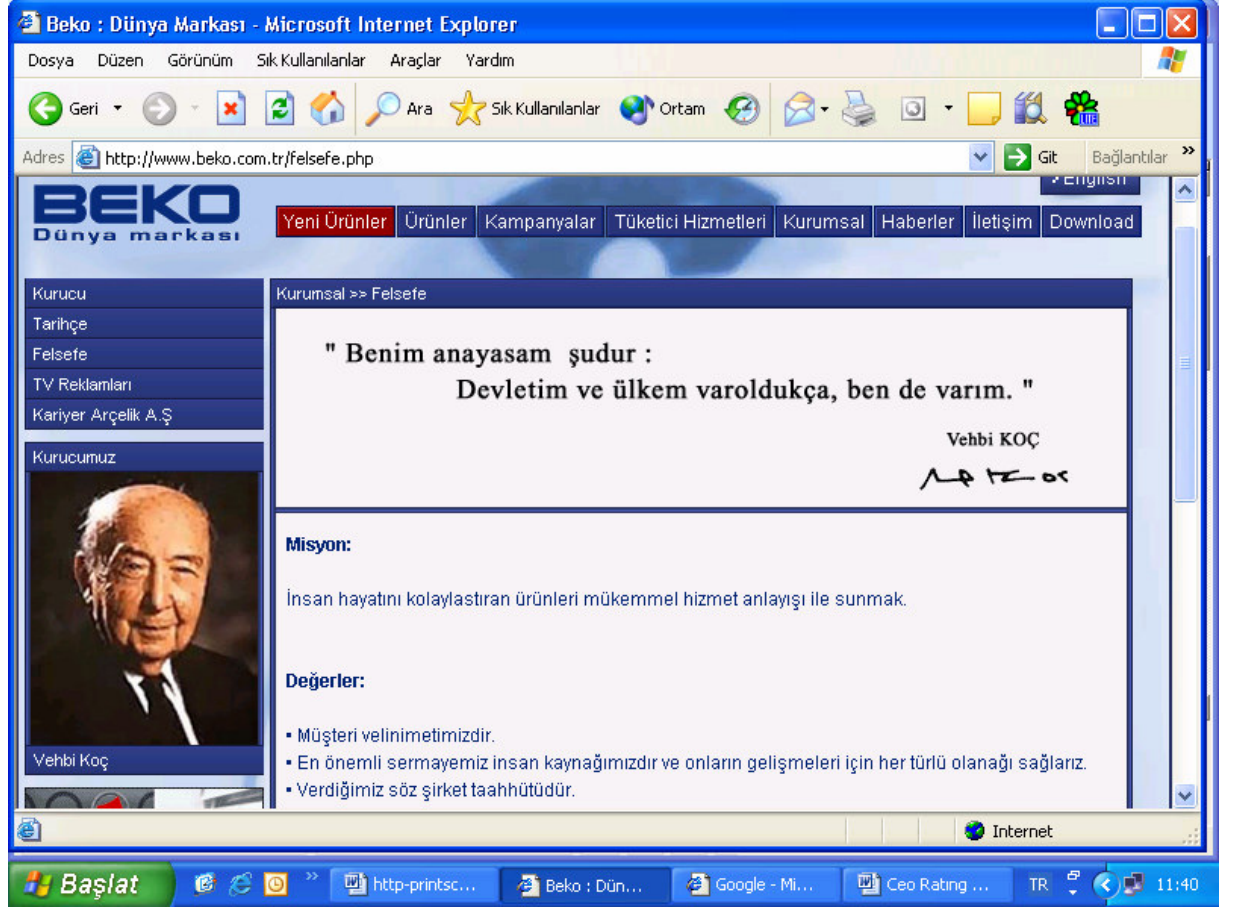 Beko : Dünya Markası - Microsoft Internet Explorer
Dosya Düzen Görünüm Sık Kullanılanlar Araçlar Yardım
Geri Ara Sık Kullanılanlar Ortam
Adres http://www.beko.com.tr/felsefe.php Git Bağlantılar »
English
BEKO
Dünya markası
Yeni Ürünler Ürünler Kampanyalar Tüketici Hizmetleri Kurumsal Haberler İletişim Download
Kurucu
Tarihçe
Felsefe
TV Reklamları
Kariyer Arçelik A.Ş
Kurucumuz
Vehbi Koç
Kurumsal >> Felsefe
" Benim anayasam şudur :
Devletim ve ülkem varoldukça, ben de varım. "
Vehbi KOÇ
Misyon:
İnsan hayatını kolaylastıran ürünleri mükemmel hizmet anlayışı ile sunmak.
Değerler:
▪ Müşteri velinimetimizdir.
▪ En önemli sermayemiz insan kaynağımızdır ve onların gelişmeleri için her türlü olanağı sağlarız.
▪ Verdiğimiz söz şirket taahhütüdür.
Internet
Başlat » http-printsc... Beko : Dün... Google - Mi... Ceo Rating ... TR 11:40